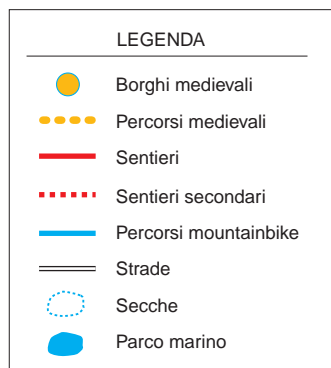 LEGENDA
Borghi medievali
Percorsi medievali
Sentieri
Sentieri secondari
Percorsi mountainbike
Strade
Secche
Parco marino